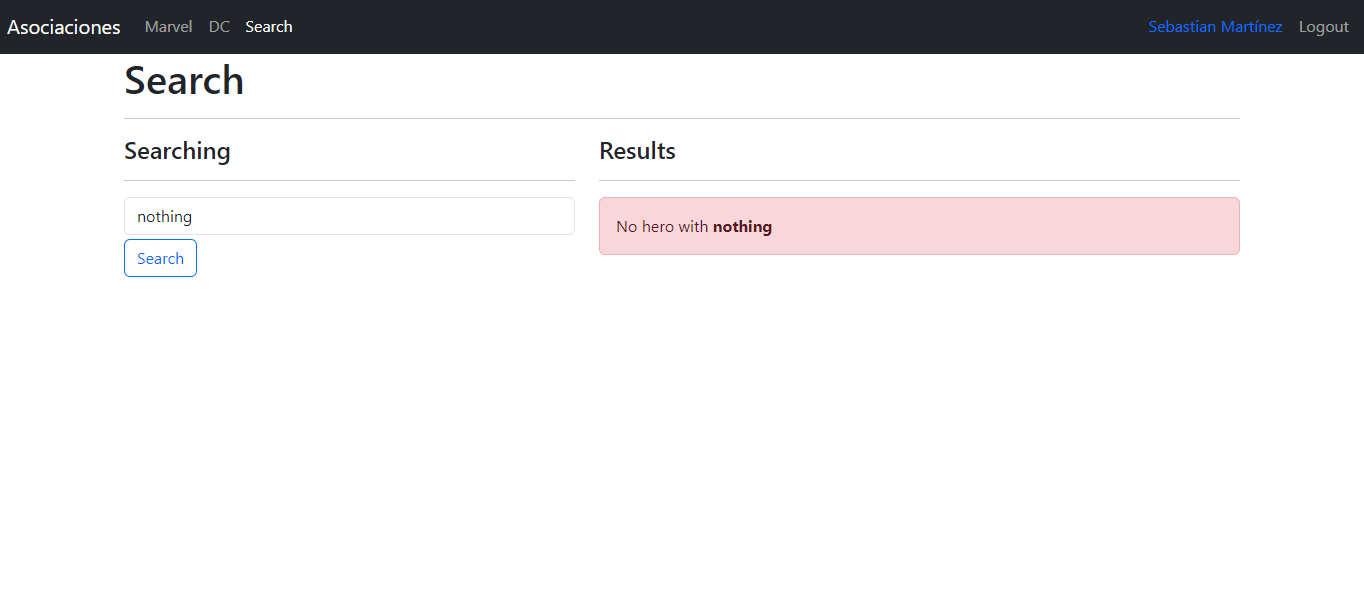 Asociaciones Marvel DC Search Sebastian Martínez Logout
Search
Searching
nothing
Search
Results
No hero with nothing